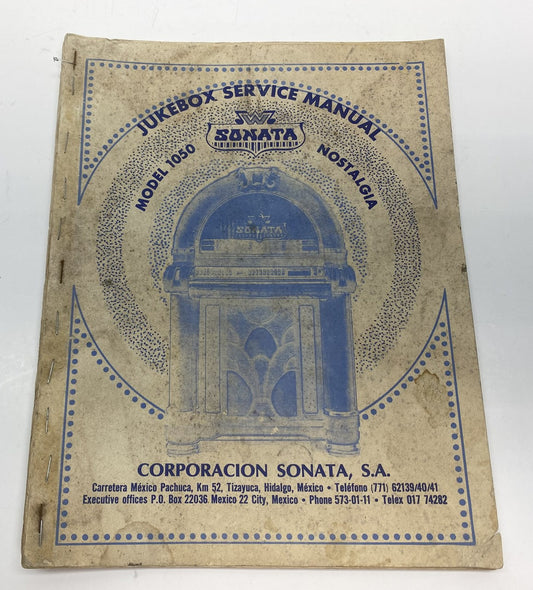 JUKEBOX SERVICE MANUAL
SONATA
MODEL 1050
NOSTALGIA
SONATA
CORPORACION SONATA, S.A.
Carretera México Pachuca, Km 52, Tizayuca, Hidalgo, México • Teléfono (771) 62139/40/41
Executive offices P.O. Box 22036 Mexico 22 City, Mexico • Phone 573-01-11 • Telex 017 74282